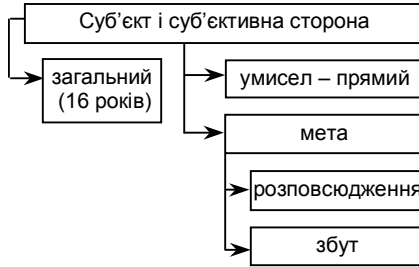 Суб’єкт і суб’єктивна сторона
загальний
(16 років)
умисел – прямий
мета
розповсюдження
збут